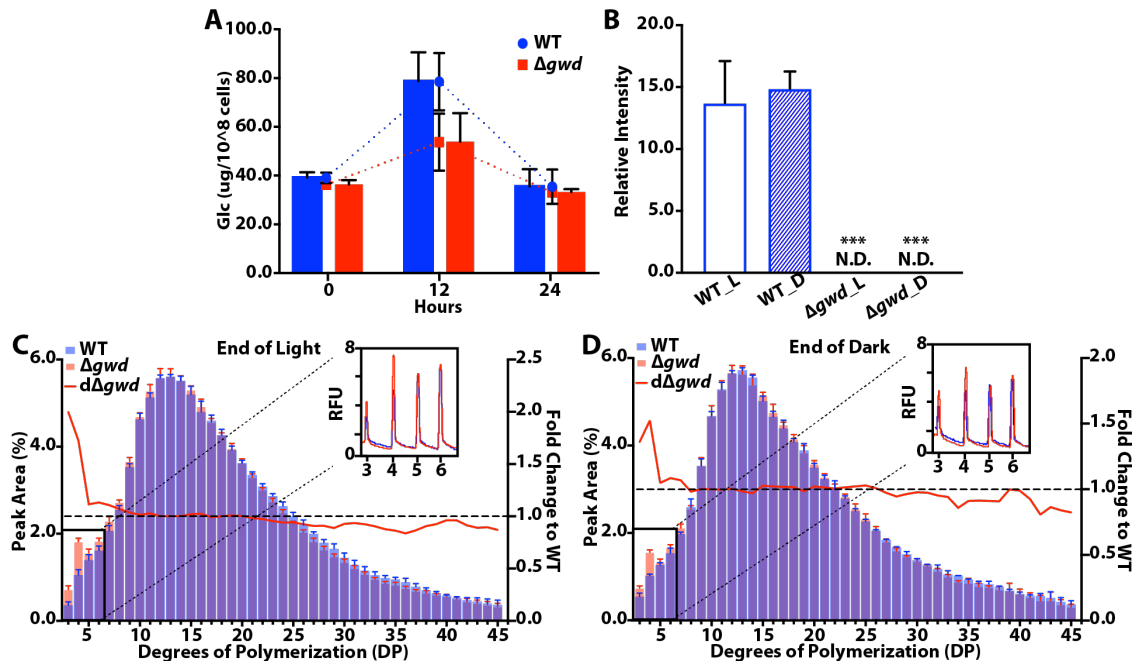 A
100.0
80.0
60.0
40.0
20.0
0.0
Glc (ug/10^8 cells)
WT
Δgwd
0
12
24
Hours
B
20.0
15.0
10.0
5.0
0.0
Relative Intensity
***
N.D.
***
N.D.
WT_L
WT_D
Δgwd_L
Δgwd_D
C
WT
Δgwd
dΔgwd
End of Light
6.0
4.0
2.0
0.0
Peak Area (%)
2.5
2.0
1.5
1.0
0.5
0.0
Fold Change to WT
8
0
RFU
3
4
5
6
5
10
15
20
25
30
35
40
45
Degrees of Polymerization (DP)
D
WT
Δgwd
dΔgwd
End of Dark
6.0
4.0
2.0
0.0
Peak Area (%)
2.0
1.5
1.0
0.5
0.0
Fold Change to WT
8
0
RFU
3
4
5
6
5
10
15
20
25
30
35
40
45
Degrees of Polymerization (DP)